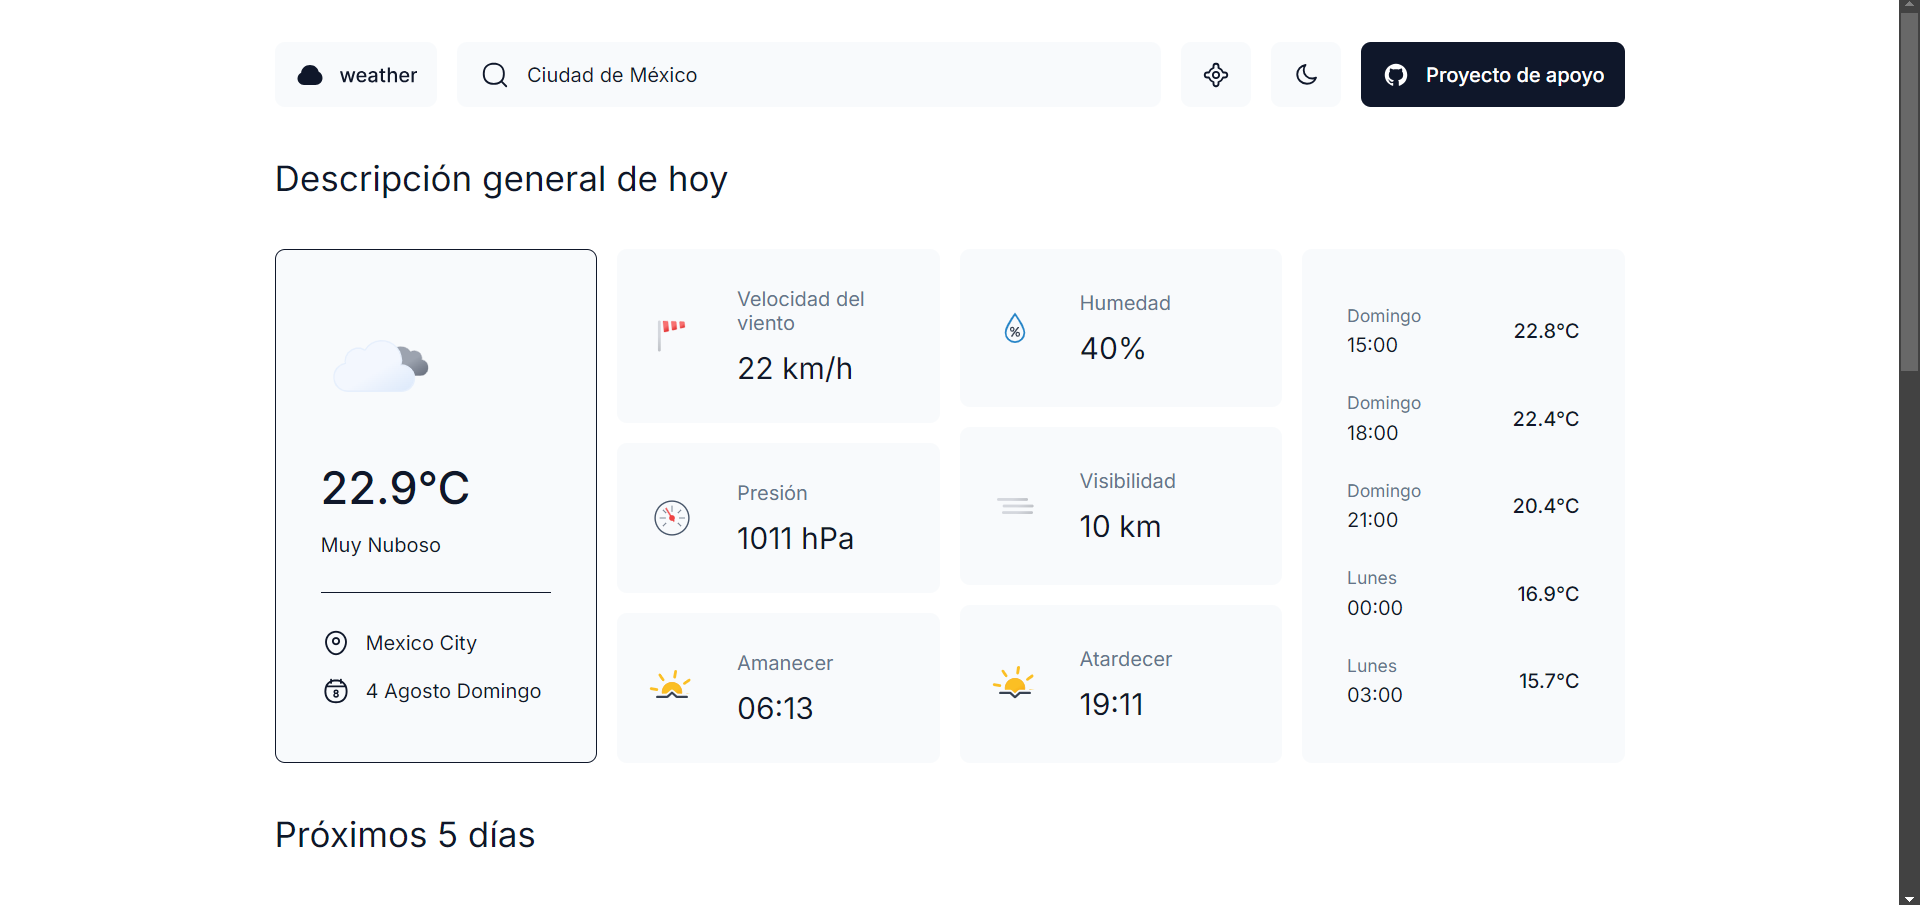 weather
Ciudad de México
Proyecto de apoyo
Descripción general de hoy
22.9°C
Muy Nuboso
Mexico City
8
4 Agosto Domingo
Velocidad del
viento
22 km/h
Presión
1011 hPa
Amanecer
06:13
%
Humedad
40%
Visibilidad
10 km
Atardecer
19:11
Domingo
15:00
22.8°C
Domingo
18:00
22.4°C
Domingo
21:00
20.4°C
Lunes
00:00
16.9°C
Lunes
03:00
15.7°C
Próximos 5 días